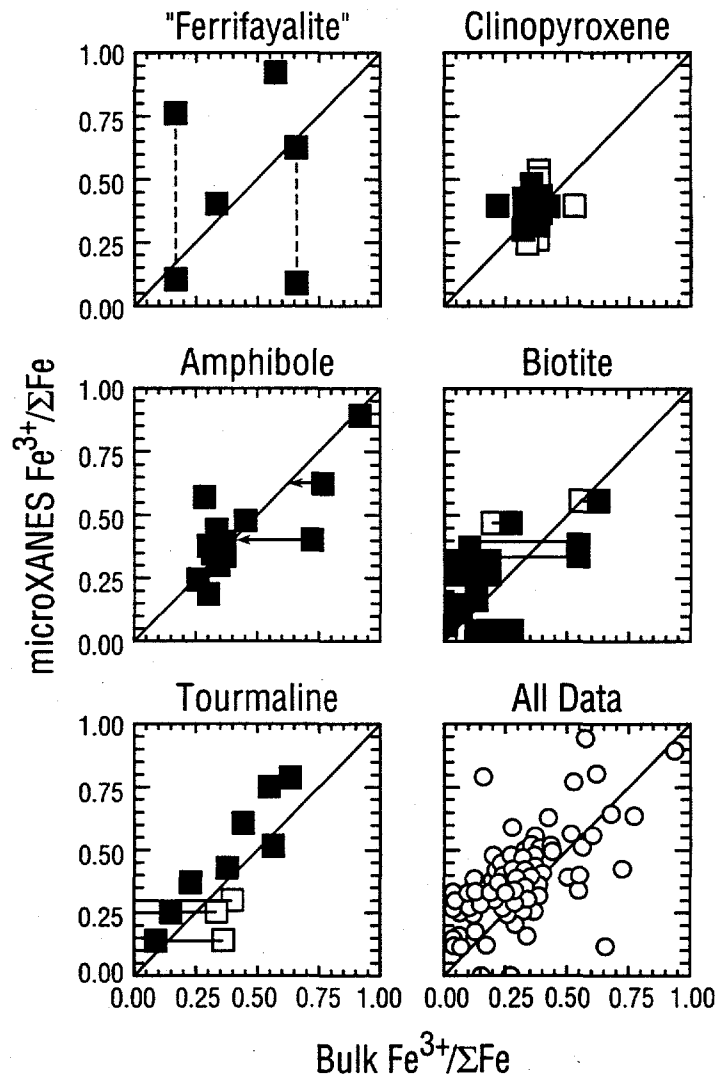 "Ferrifayalite" Clinopyroxene
1.00
0.75
0.50
0.25
0.00
Amphibole Biotite
1.00
0.75
0.50
0.25
0.00
Tourmaline All Data
1.00
0.75
0.50
0.25
0.00
0.00 0.25 0.50 0.75 1.00 0.25 0.50 0.75 1.00
microXANES Fe³⁺/ΣFe
Bulk Fe³⁺/ΣFe